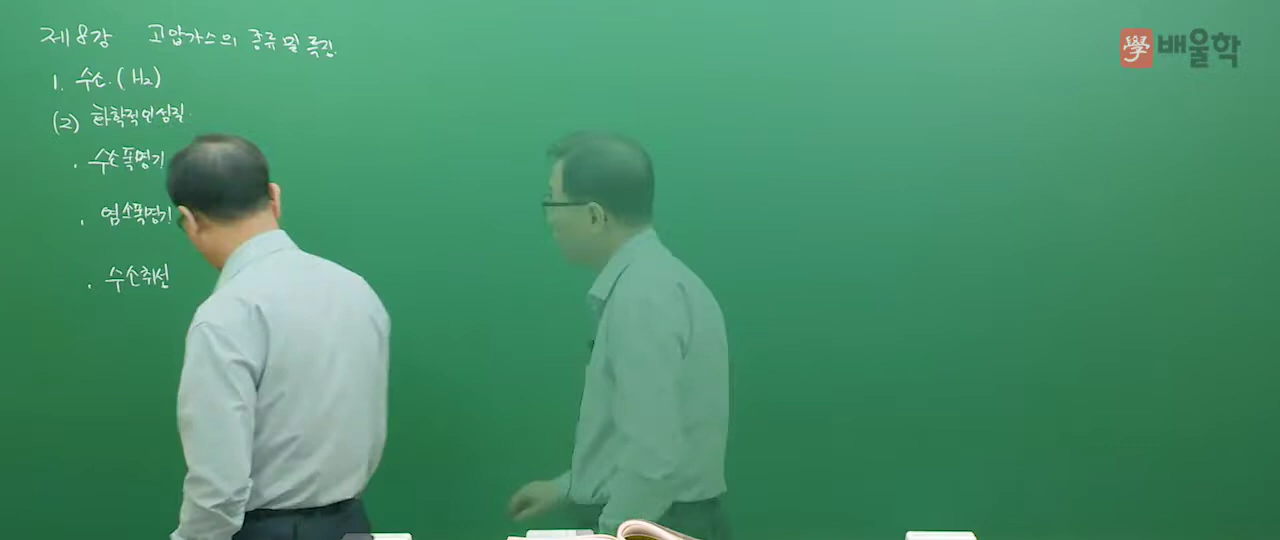 제8강 고압가스의 종류 및 특징.
學 배울학
1. 수소. (H₂)
(2) 화학적인성질.
· 수소폭명기
· 염소폭명기
· 수소취성